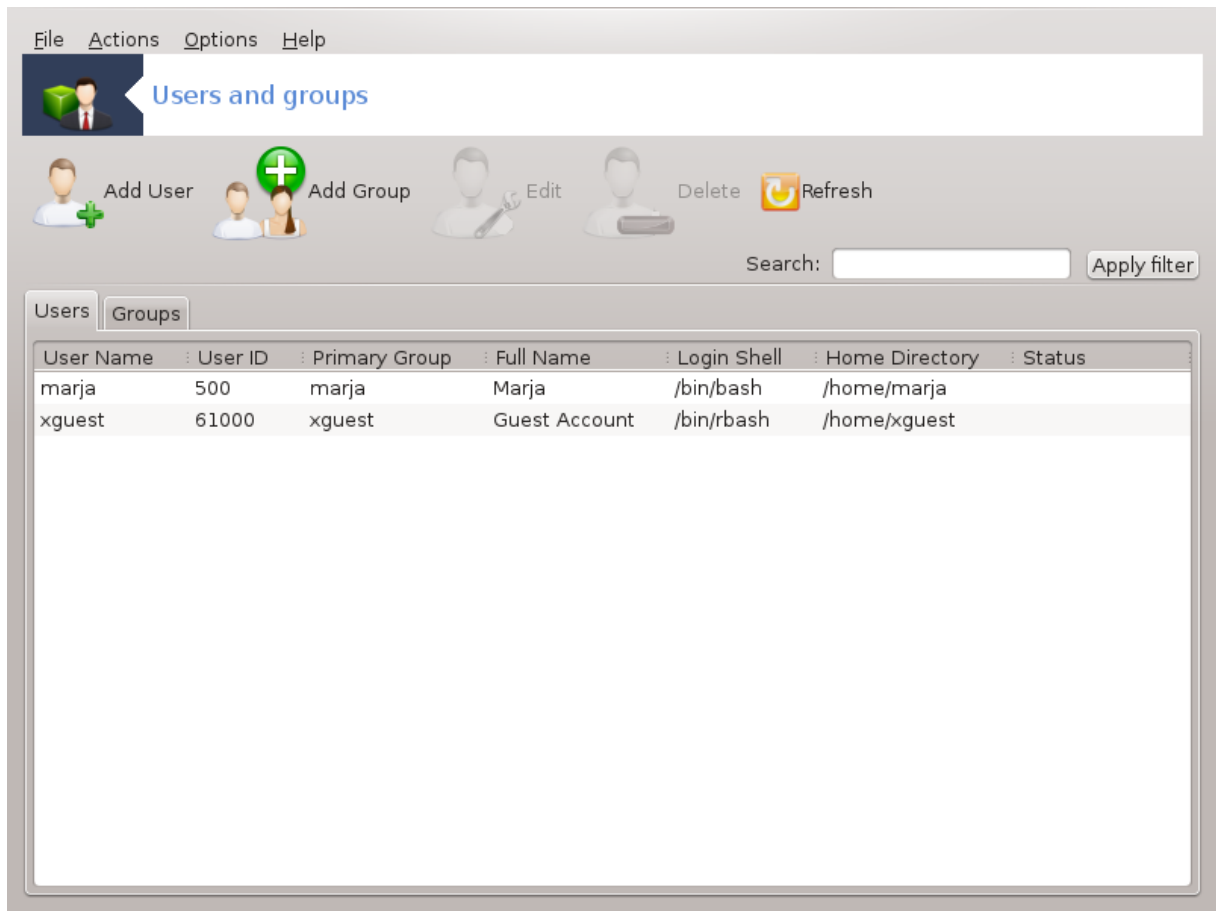 File Actions Options Help
Users and groups
Add User Add Group Edit Delete Refresh
Search: Apply filter
Users Groups
User Name User ID Primary Group Full Name Login Shell Home Directory Status
marja 500 marja Marja /bin/bash /home/marja
xguest 61000 xguest Guest Account /bin/rbash /home/xguest